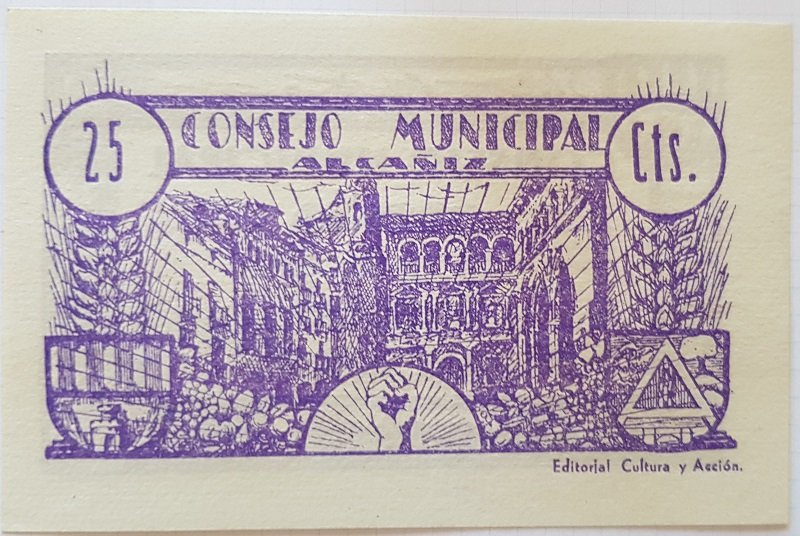 25 CONSEJO MUNICIPAL Cts.
ALCAÑIZ
Editorial Cultura y Acción.